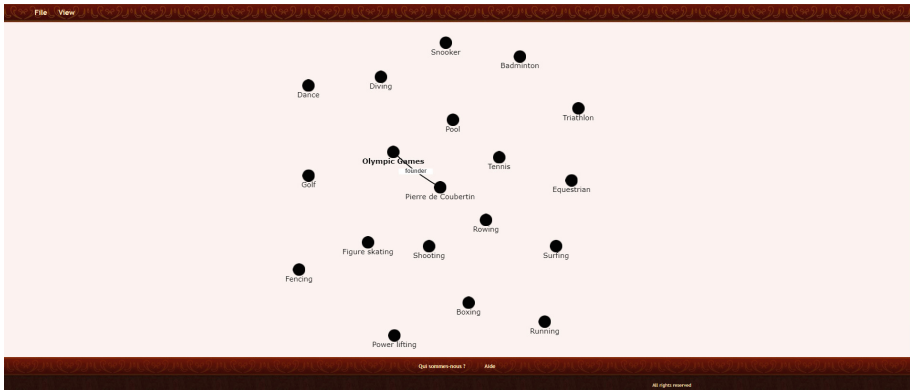 File View
Snooker
Badminton
Diving
Dance
Triathlon
Pool
Olympic Games
Tennis
founder
Golf
Equestrian
Pierre de Coubertin
Rowing
Figure skating
Shooting
Surfing
Fencing
Boxing
Running
Power lifting
Qui sommes-nous ? Aide
All rights reserved